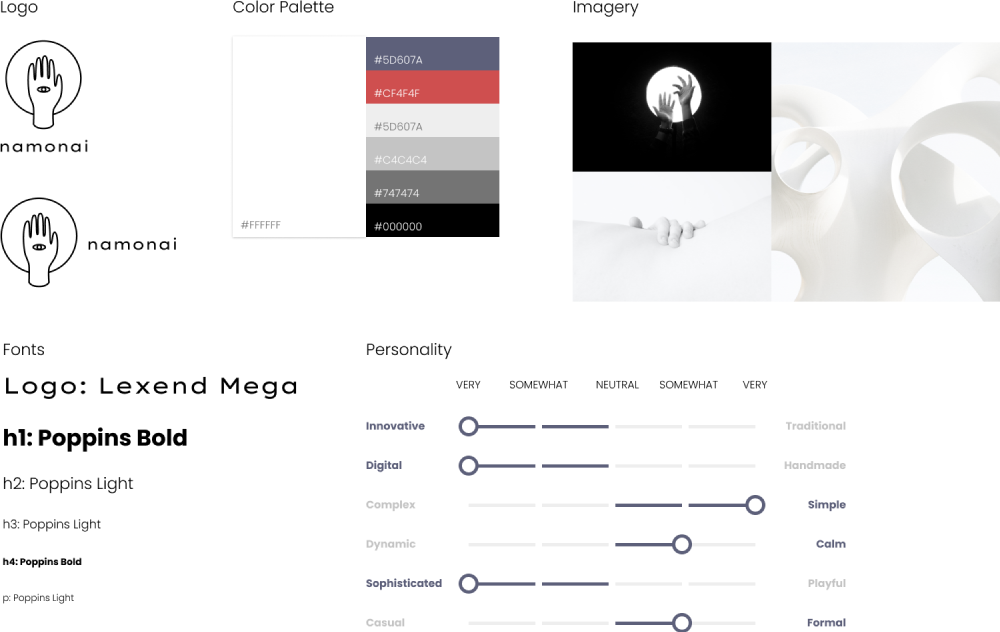 Logo
namonai
namonai
Color Palette
#FFFFFF
#5D607A
#CF4F4F
#5D607A
#C4C4C4
#747474
#000000
Imagery
Fonts
Logo: Lexend Mega
h1: Poppins Bold
h2: Poppins Light
h3: Poppins Light
h4: Poppins Bold
p: Poppins Light
Personality
VERY SOMEWHAT NEUTRAL SOMEWHAT VERY
Innovative Traditional
Digital Handmade
Complex Simple
Dynamic Calm
Sophisticated Playful
Casual Formal